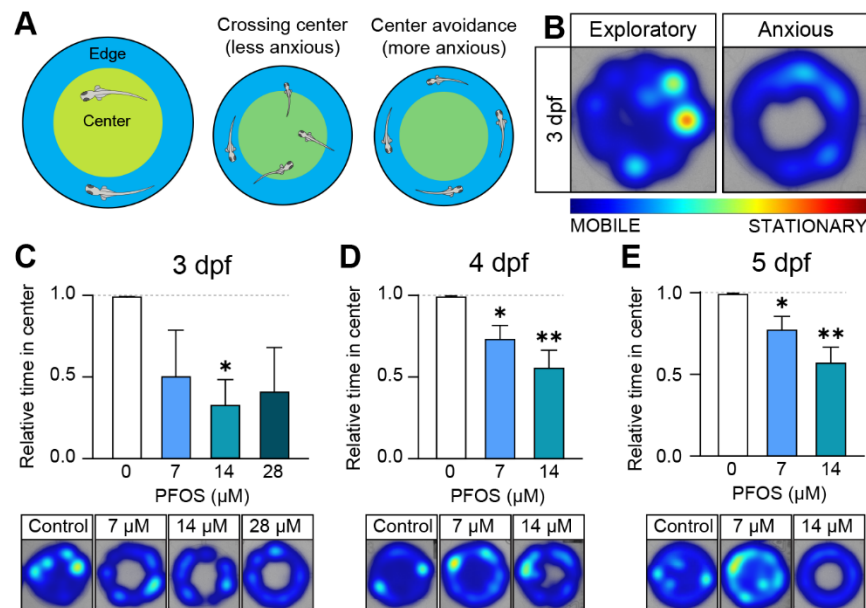 A
Edge
Center
Crossing center
(less anxious)
Center avoidance
(more anxious)
B
Exploratory
Anxious
3 dpf
MOBILE
STATIONARY
C
3 dpf
Relative time in center
1.0
0.5
0.0
*
0
7
14
28
PFOS (µM)
Control
7 µM
14 µM
28 µM
D
4 dpf
Relative time in center
1.0
0.5
0.0
*
**
0
7
14
PFOS (µM)
Control
7 µM
14 µM
E
5 dpf
Relative time in center
1.0
0.5
0.0
*
**
0
7
14
PFOS (µM)
Control
7 µM
14 µM